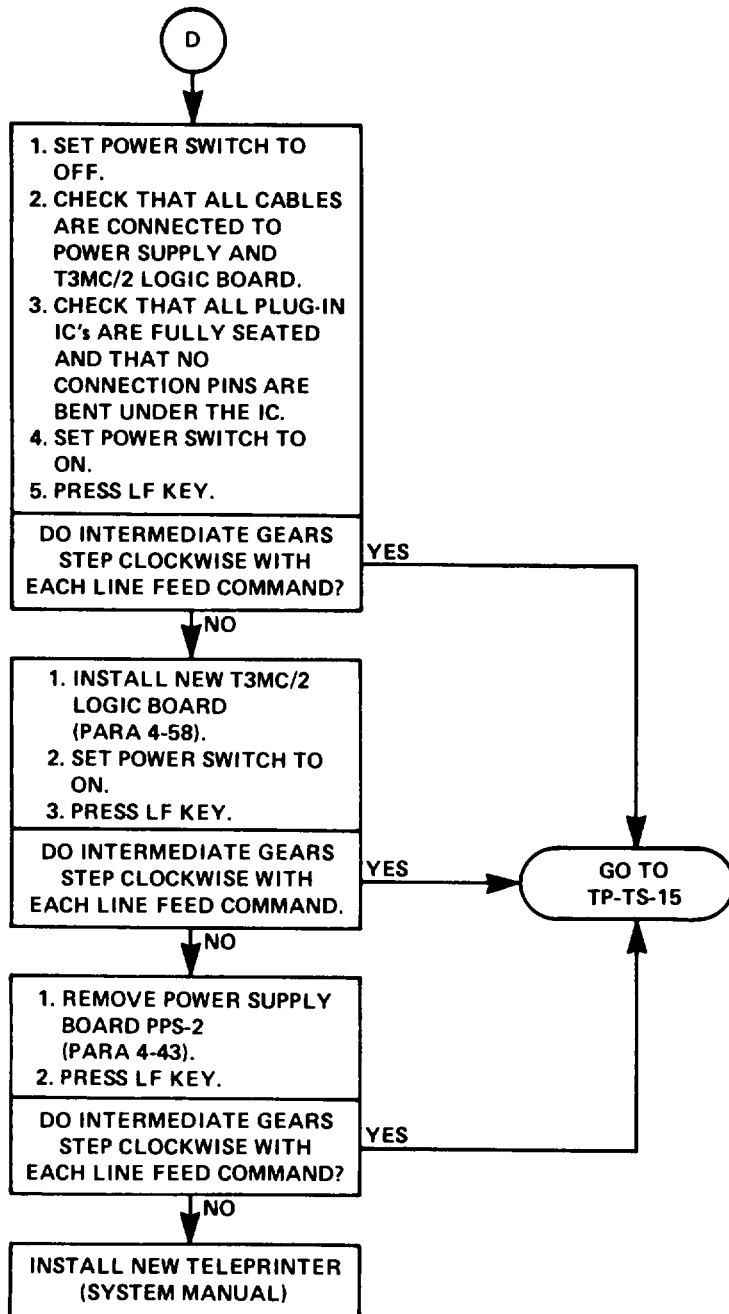 D
1. SET POWER SWITCH TO
OFF.
2. CHECK THAT ALL CABLES
ARE CONNECTED TO
POWER SUPPLY AND
T3MC/2 LOGIC BOARD.
3. CHECK THAT ALL PLUG-IN
IC's ARE FULLY SEATED
AND THAT NO
CONNECTION PINS ARE
BENT UNDER THE IC.
4. SET POWER SWITCH TO
ON.
5. PRESS LF KEY.
DO INTERMEDIATE GEARS
STEP CLOCKWISE WITH
EACH LINE FEED COMMAND?
YES
NO
1. INSTALL NEW T3MC/2
LOGIC BOARD
(PARA 4-58).
2. SET POWER SWITCH TO
ON.
3. PRESS LF KEY.
DO INTERMEDIATE GEARS
STEP CLOCKWISE WITH
EACH LINE FEED COMMAND.
YES
GO TO
TP-TS-15
NO
1. REMOVE POWER SUPPLY
BOARD PPS-2
(PARA 4-43).
2. PRESS LF KEY.
DO INTERMEDIATE GEARS
STEP CLOCKWISE WITH
EACH LINE FEED COMMAND?
YES
NO
INSTALL NEW TELEPRINTER
(SYSTEM MANUAL)